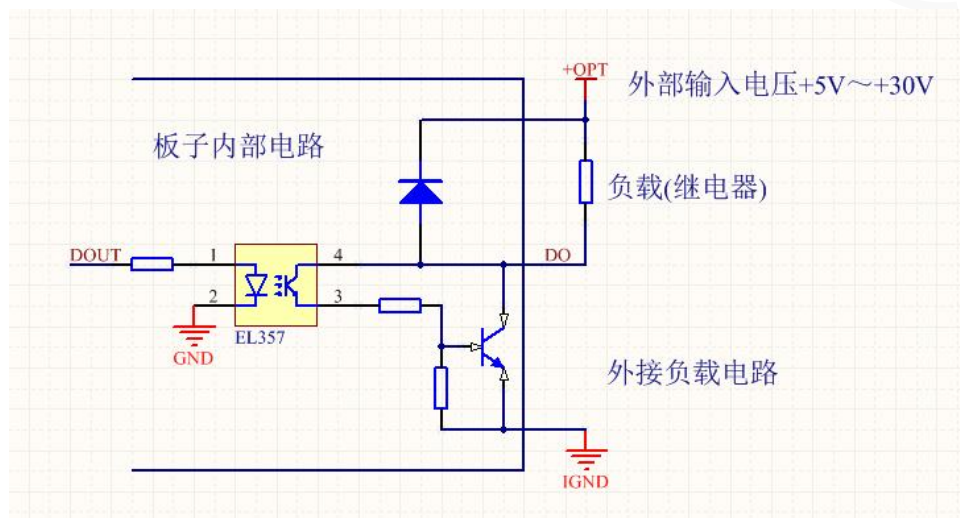 +OPT
外部输入电压+5V～+30V
板子内部电路
负载(继电器)
DOUT
1
4
DO
2
3
EL357
GND
外接负载电路
IGND